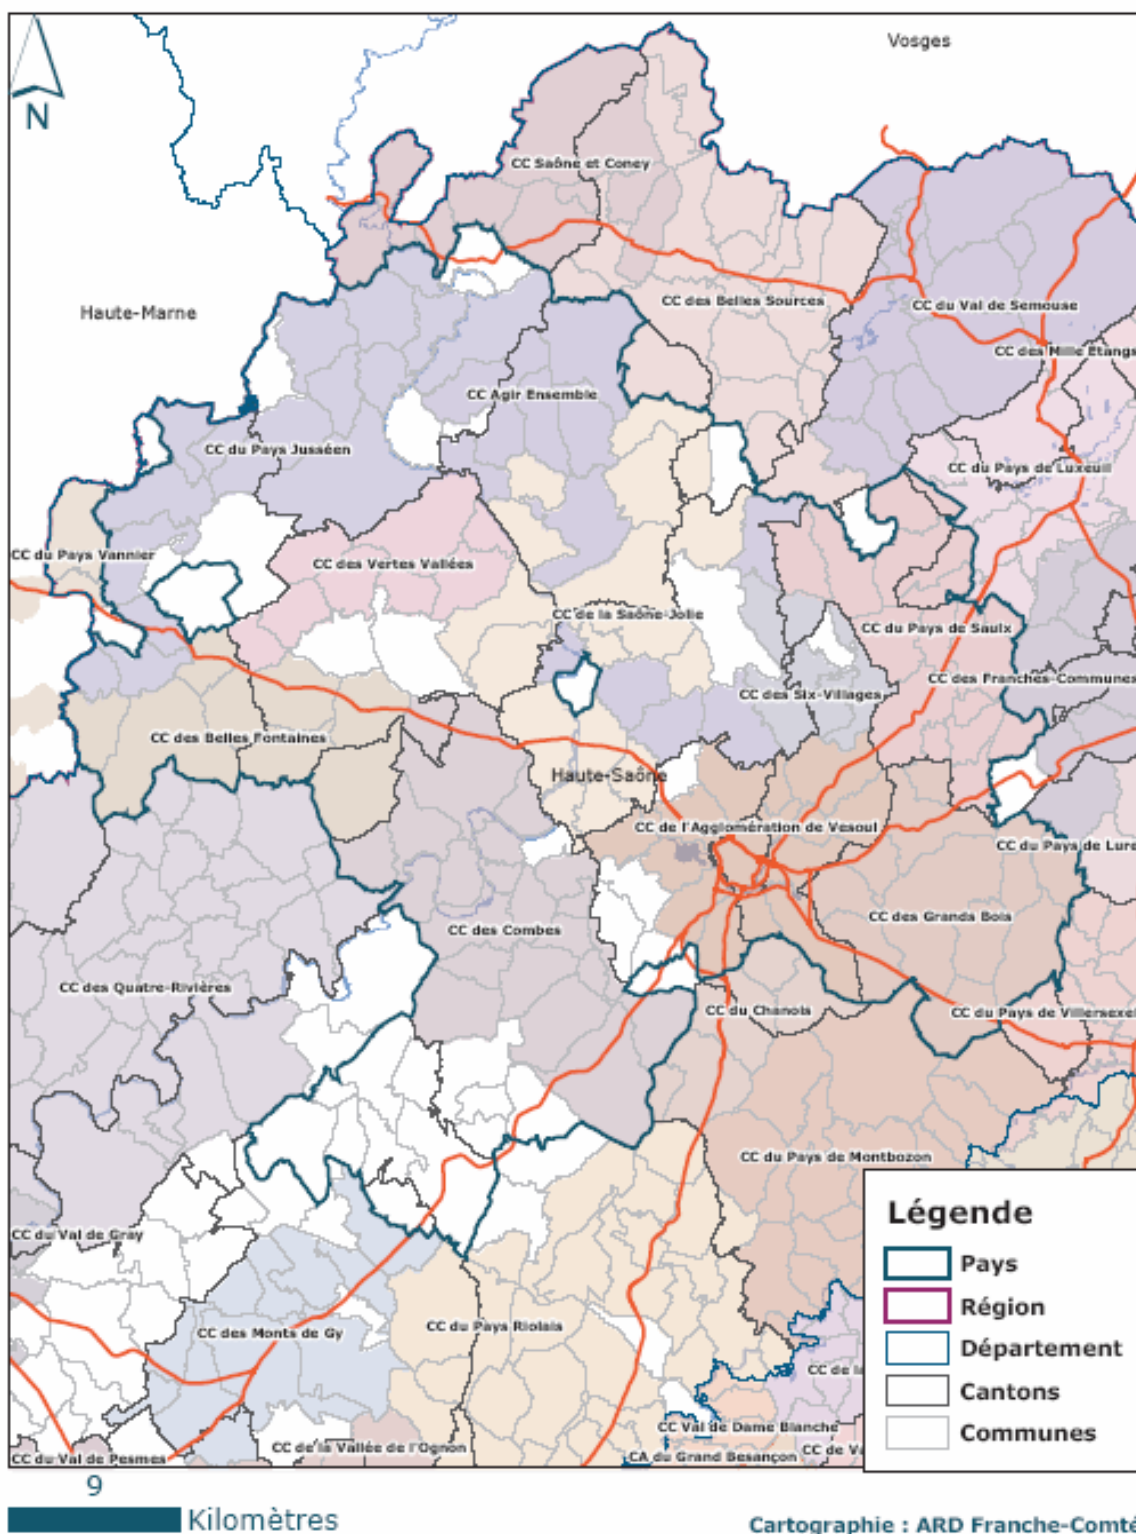 Vosges
N
CC Saône et Coney
Haute-Marne
CC des Belles Sources
CC du Val de Semouse
CC des Mille Etangs
CC Agir Ensemble
CC du Pays Jusséen
CC du Pays de Luxeuil
CC du Pays Vannier
CC des Vertes Vallées
CC de la Saône-Jolie
CC du Pays de Saulx
CC des Franches-Communes
CC des Six-Villages
CC des Belles Fontaines
Haute-Saône
CC de l'Agglomération de Vesoul
CC du Pays de Lure
CC des Grands Bois
CC des Combes
CC des Quatre-Rivières
CC du Chanois
CC du Pays de Villersexel
CC du Pays de Montbozon
CC du Val de Gray
CC des Monts de Gy
CC du Pays Riolais
CC de la
CC Val de Dame Blanche
CC de la Vallée de l'Ognon
CC de Va
CC du Val de Pesmes
CA du Grand Besançon
Légende
Pays
Région
Département
Cantons
Communes
9
Kilomètres
Cartographie : ARD Franche-Comté